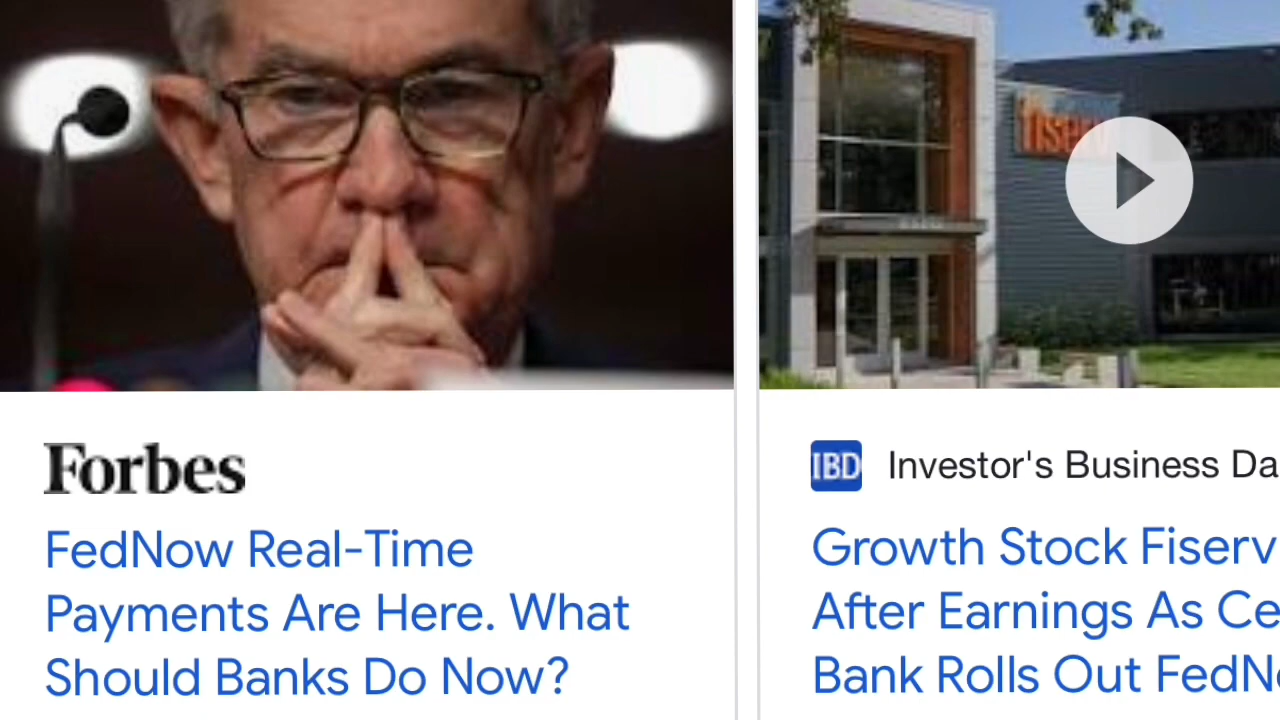 fiserv
Forbes
FedNow Real-Time
Payments Are Here. What
Should Banks Do Now?
IBD Investor's Business Da
Growth Stock Fiserv
After Earnings As Ce
Bank Rolls Out FedN